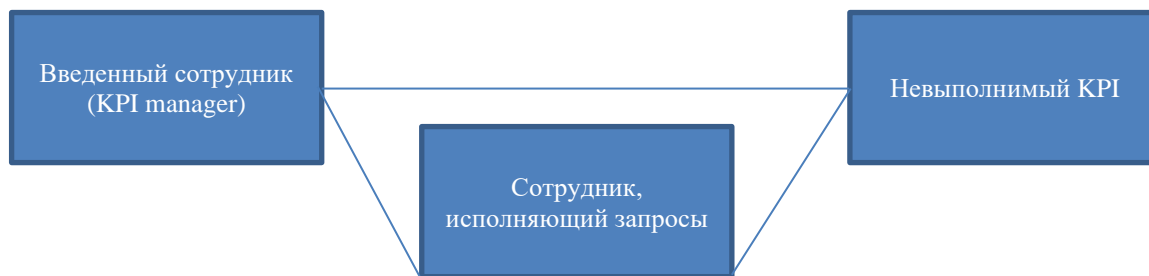 Введенный сотрудник
(KPI manager)
Невыполнимый KPI
Сотрудник,
исполняющий запросы